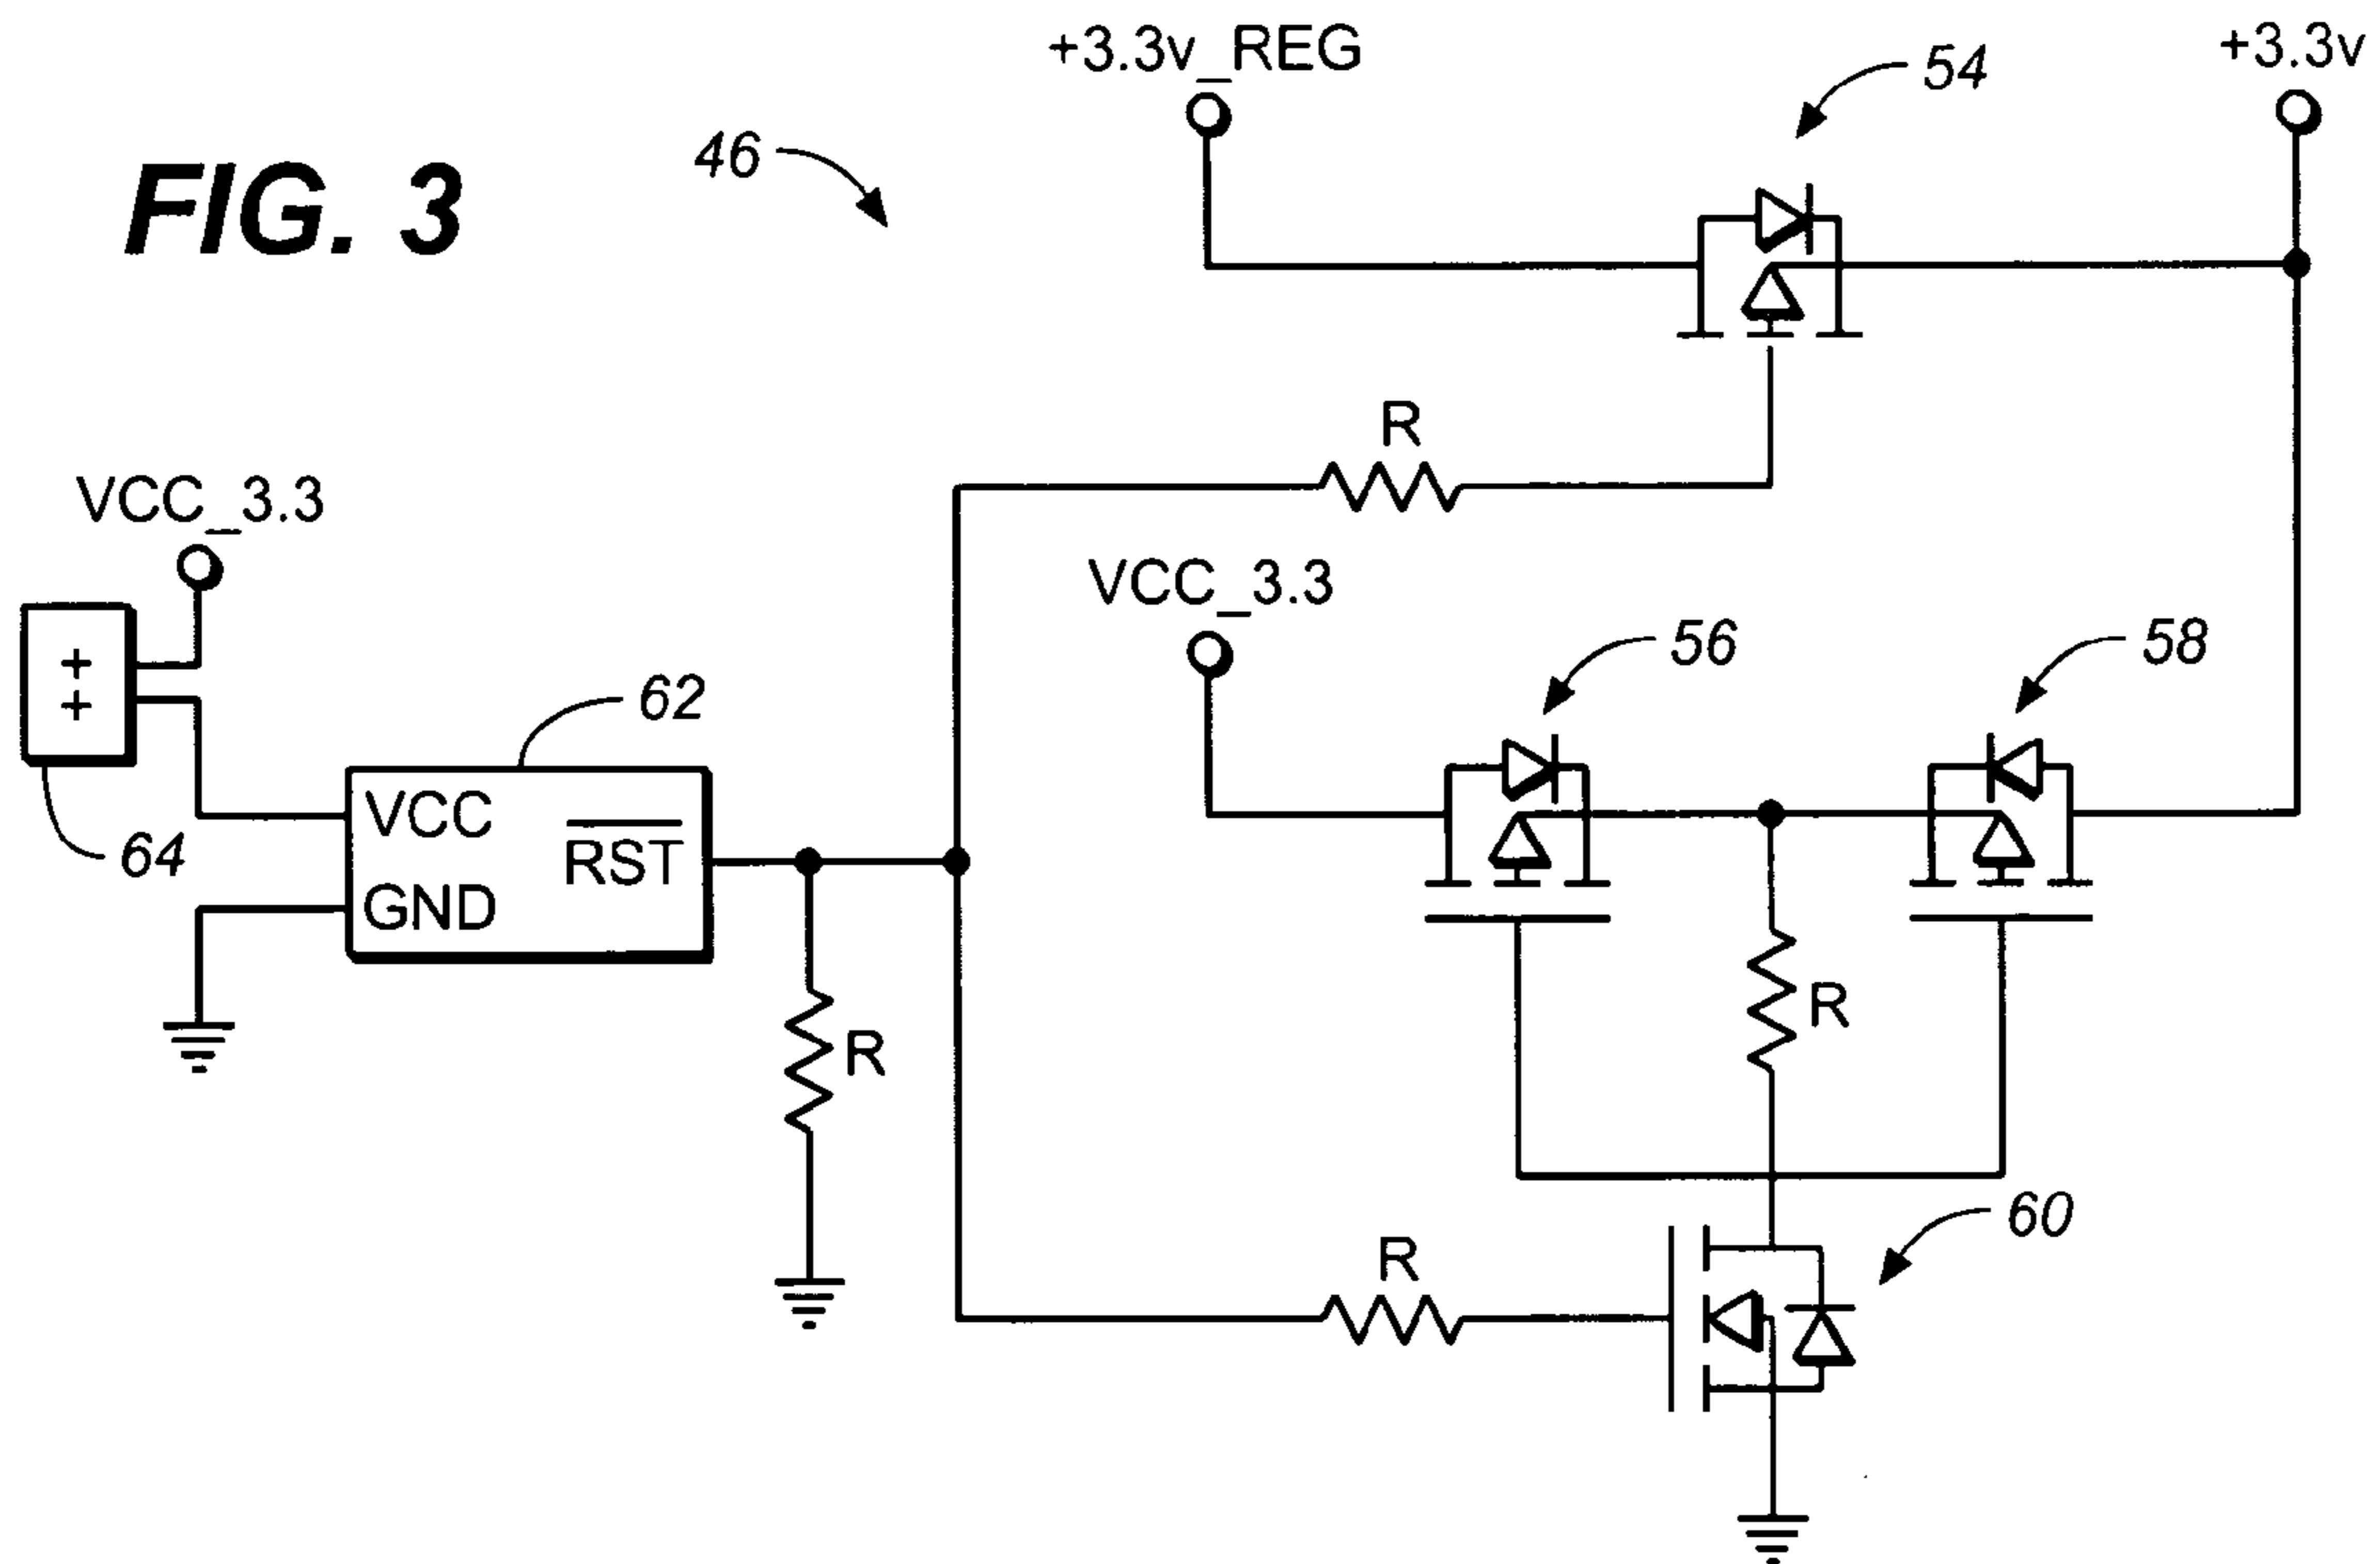 FIG. 3
46
+3.3v_REG
54
+3.3v
R
VCC_3.3
VCC_3.3
56
58
+
+
64
62
VCC
RST
GND
R
R
R
60